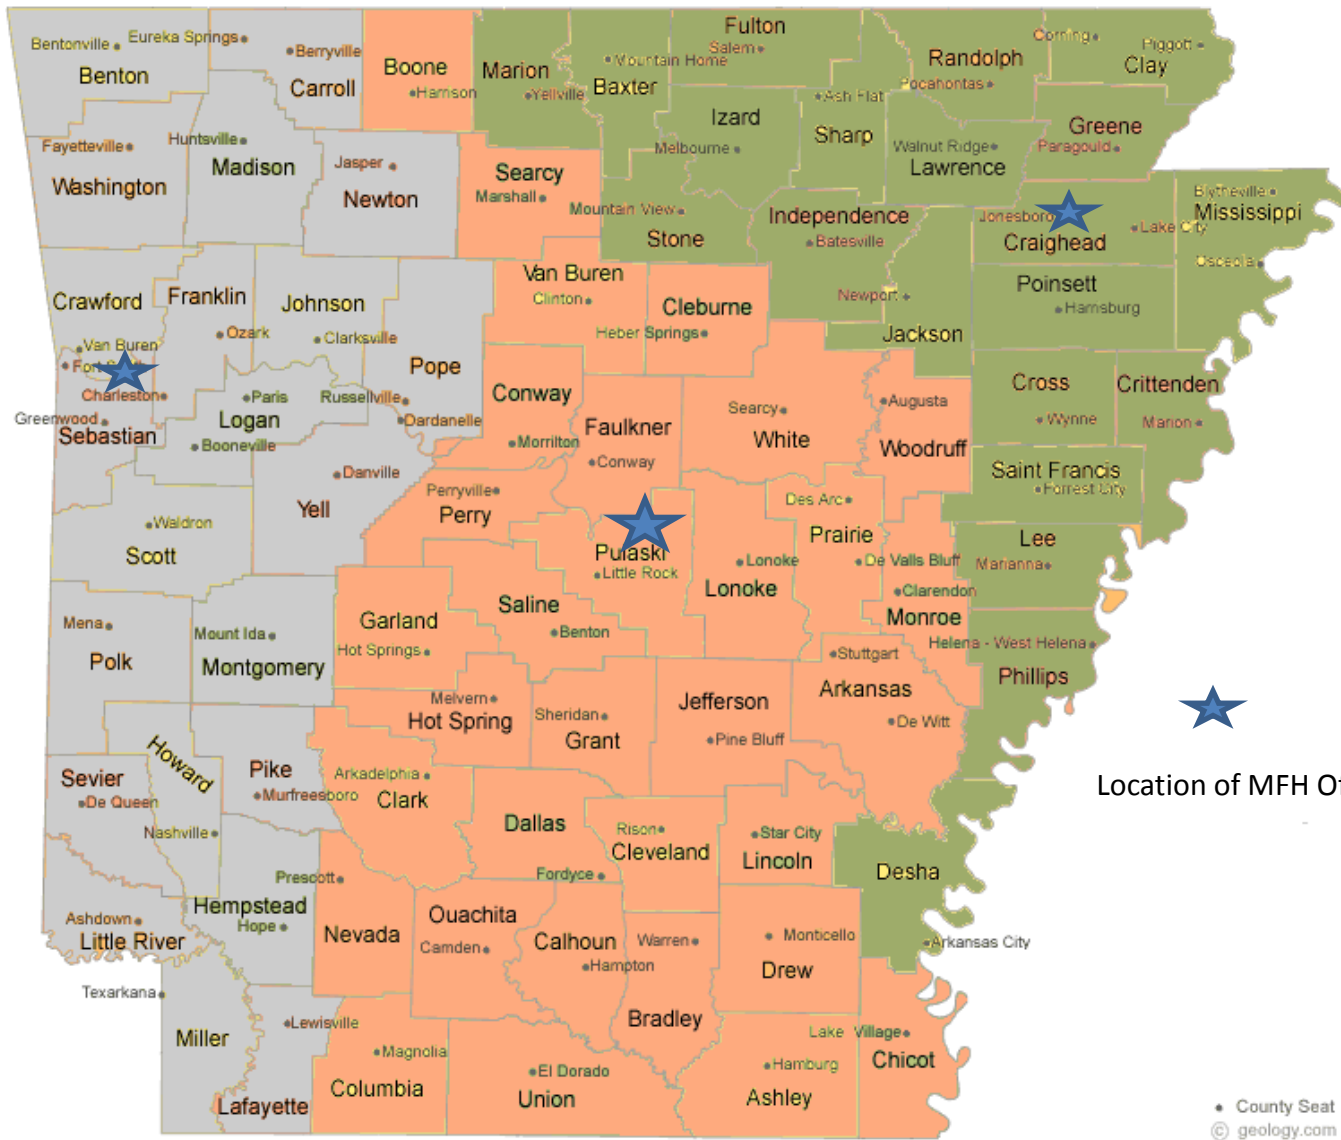 Bentonville
Eureka Springs
Berryville
Benton
Carroll
Boone
Harrison
Marion
Yellville
Mountain Home
Baxter
Fulton
Salem
Randolph
Pocahontas
Corning
Piggott
Clay
Izard
Melbourne
Ash Flat
Sharp
Walnut Ridge
Lawrence
Greene
Paragould
Fayetteville
Washington
Huntsville
Madison
Jasper
Newton
Searcy
Marshall
Mountain View
Stone
Independence
Batesville
Jonesboro
Craighead
Lake City
Blytheville
Mississippi
Osceola
Crawford
Van Buren
Franklin
Ozark
Johnson
Clarksville
Pope
Russellville
Van Buren
Clinton
Cleburne
Heber Springs
Newport
Jackson
Poinsett
Harrisburg
Charleston
Greenwood
Sebastian
Paris
Logan
Booneville
Dardanelle
Conway
Morrilton
Faulkner
Conway
Searcy
White
Augusta
Woodruff
Cross
Wynne
Crittenden
Marion
Danville
Yell
Perryville
Perry
Pulaski
Little Rock
Des Arc
Prairie
De Valls Bluff
Lonoke
Lonoke
Saint Francis
Forrest City
Lee
Marianna
Waldron
Scott
Clarendon
Monroe
Helena - West Helena
Phillips
Mena
Polk
Mount Ida
Montgomery
Garland
Hot Springs
Saline
Benton
Stuttgart
Arkansas
De Witt
Malvern
Hot Spring
Sheridan
Grant
Jefferson
Pine Bluff
Location of MFH Of
Sevier
De Queen
Howard
Nashville
Pike
Murfreesboro
Arkadelphia
Clark
Dallas
Fordyce
Rison
Cleveland
Star City
Lincoln
Desha
Arkansas City
Prescott
Hempstead
Hope
Nevada
Ashdown
Little River
Ouachita
Camden
Calhoun
Hampton
Warren
Bradley
Monticello
Drew
Texarkana
Miller
Lewisville
Lafayette
Magnolia
Columbia
El Dorado
Union
Hamburg
Ashley
Lake Village
Chicot
County Seat
© geology.com